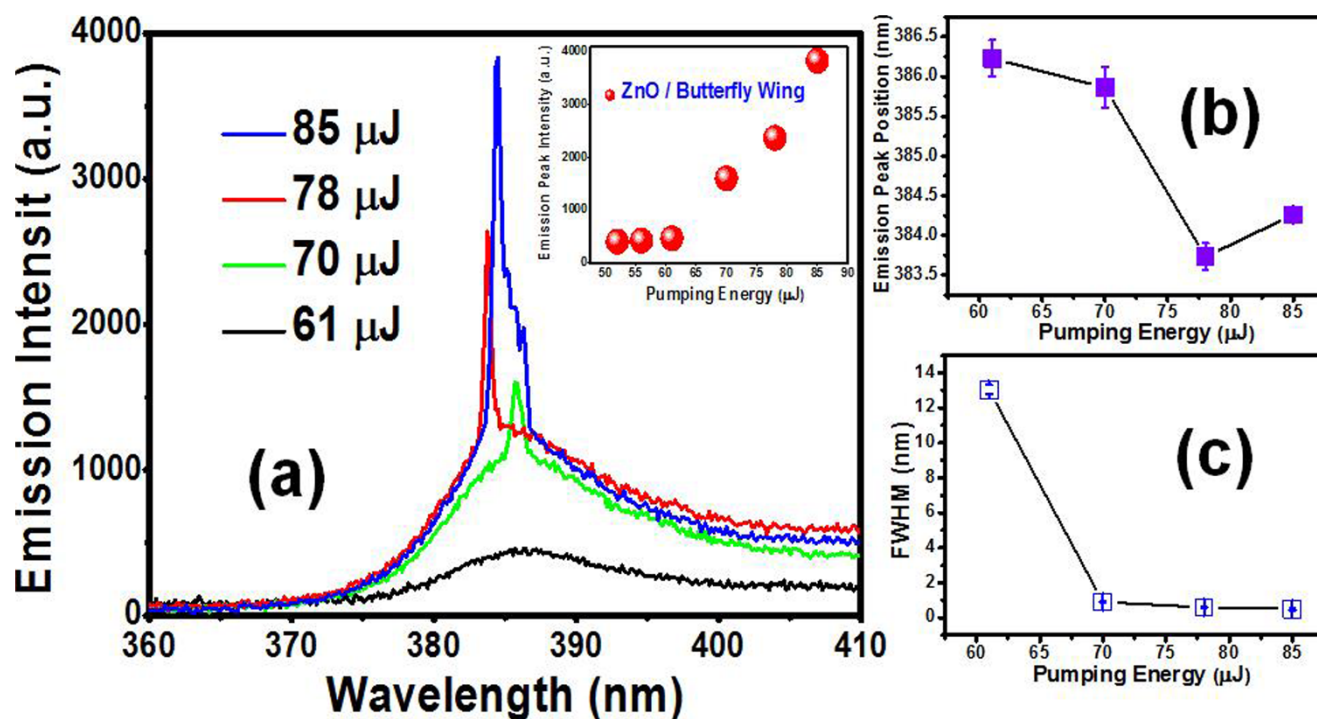 Emission Intensit (a.u.)
4000
3000
2000
1000
0
360
370
380
390
400
410
Wavelength (nm)
85 μJ
78 μJ
70 μJ
61 μJ
(a)
Emission Peak Intensity (a.u.)
4000
3000
2000
1000
0
ZnO / Butterfly Wing
50 55 60 65 70 75 80 85 90
Pumping Energy (μJ)
Emission Peak Position (nm)
386.5
386.0
385.5
385.0
384.5
384.0
383.5
(b)
60 65 70 75 80 85
Pumping Energy (μJ)
FWHM (nm)
14
12
10
8
6
4
2
0
(c)
60 65 70 75 80 85
Pumping Energy (μJ)